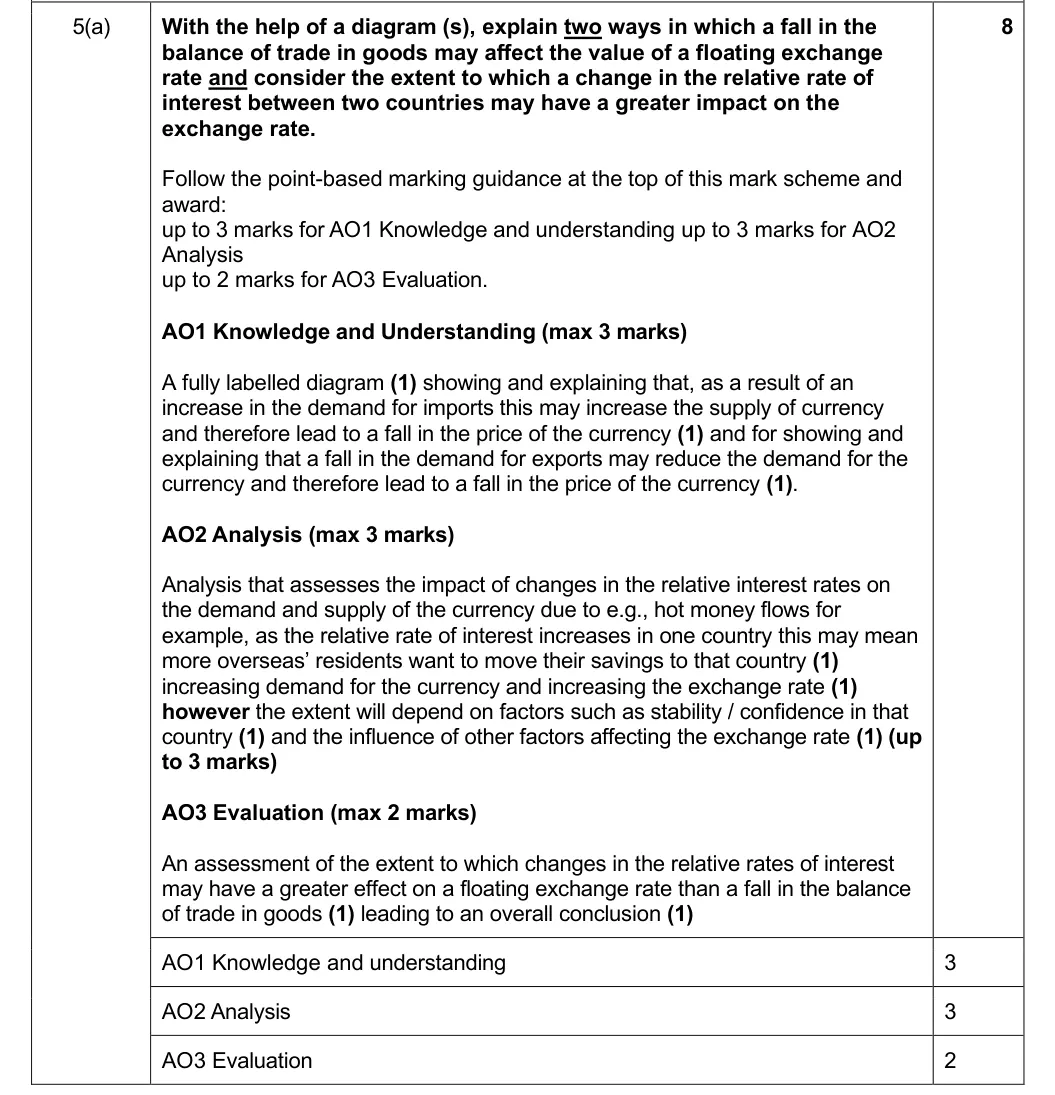 5(a)
With the help of a diagram (s), explain two ways in which a fall in the
8
balance of trade in goods may affect the value of a floating exchange
rate and consider the extent to which a change in the relative rate of
interest between two countries may have a greater impact on the
exchange rate.
Follow the point-based marking guidance at the top of this mark scheme and
award:
up to 3 marks for AO1 Knowledge and understanding up to 3 marks for AO2
Analysis
up to 2 marks for AO3 Evaluation.
AO1 Knowledge and Understanding (max 3 marks)
A fully labelled diagram (1) showing and explaining that, as a result of an
increase in the demand for imports this may increase the supply of currency
and therefore lead to a fall in the price of the currency (1) and for showing and
explaining that a fall in the demand for exports may reduce the demand for the
currency and therefore lead to a fall in the price of the currency (1).
AO2 Analysis (max 3 marks)
Analysis that assesses the impact of changes in the relative interest rates on
the demand and supply of the currency due to e.g., hot money flows for
example, as the relative rate of interest increases in one country this may mean
more overseas’ residents want to move their savings to that country (1)
increasing demand for the currency and increasing the exchange rate (1)
however the extent will depend on factors such as stability / confidence in that
country (1) and the influence of other factors affecting the exchange rate (1) (up
to 3 marks)
AO3 Evaluation (max 2 marks)
An assessment of the extent to which changes in the relative rates of interest
may have a greater effect on a floating exchange rate than a fall in the balance
of trade in goods (1) leading to an overall conclusion (1)
AO1 Knowledge and understanding
3
AO2 Analysis
3
AO3 Evaluation
2